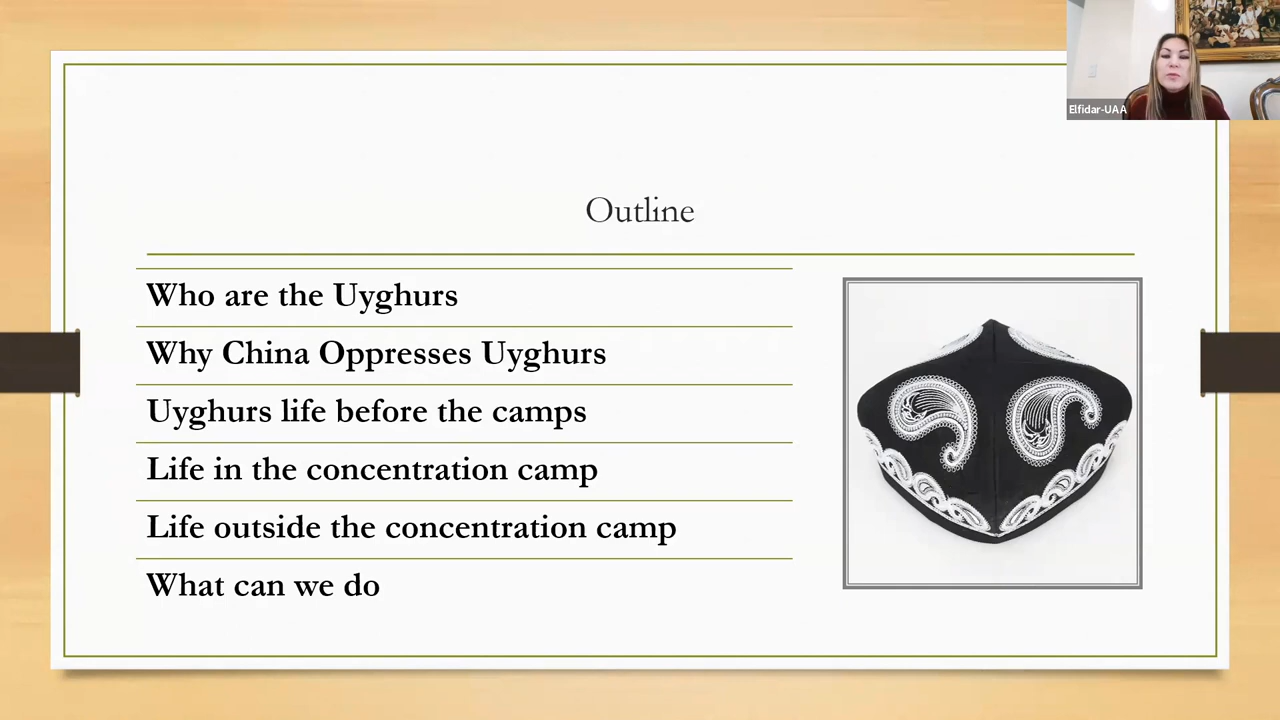 Elfidar-UAA
Outline
Who are the Uyghurs
Why China Oppresses Uyghurs
Uyghurs life before the camps
Life in the concentration camp
Life outside the concentration camp
What can we do